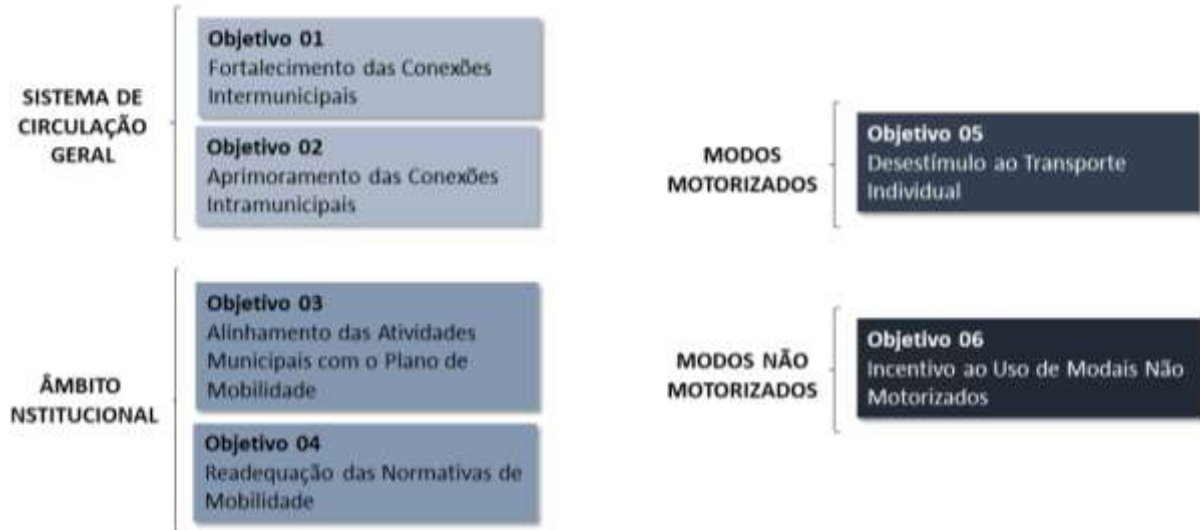 SISTEMA DE
CIRCULAÇÃO
GERAL
Objetivo 01
Fortalecimento das Conexões
Intermunicipais
Objetivo 02
Aprimoramento das Conexões
Intramunicipais
ÂMBITO
NSTITUCIONAL
Objetivo 03
Alinhamento das Atividades
Municipais com o Plano de
Mobilidade
Objetivo 04
Readequação das Normativas de
Mobilidade
MODOS
MOTORIZADOS
Objetivo 05
Desestímulo ao Transporte
Individual
MODOS NÃO
MOTORIZADOS
Objetivo 06
Incentivo ao Uso de Modais Não
Motorizados